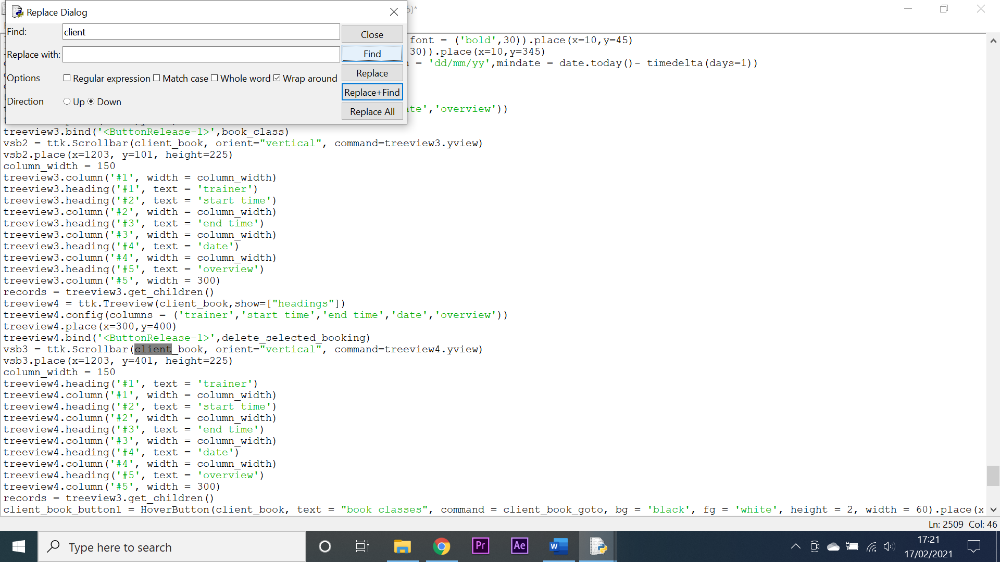 Replace Dialog
5)*
Find: client
Close
Replace with:
Find
Options Regular expression Match case Whole word Wrap around
Replace
Replace+Find
Direction Up Down
Replace All
font = ('bold',30)).place(x=10,y=45)
30)).place(x=10,y=345)
= 'dd/mm/yy',mindate = date.today()- timedelta(days=1))
te','overview'))
treeview3.bind('<ButtonRelease-1>',book_class)
vsb2 = ttk.Scrollbar(client_book, orient="vertical", command=treeview3.yview)
vsb2.place(x=1203, y=101, height=225)
column_width = 150
treeview3.column('#1', width = column_width)
treeview3.heading('#1', text = 'trainer')
treeview3.heading('#2', text = 'start time')
treeview3.column('#2', width = column_width)
treeview3.heading('#3', text = 'end time')
treeview3.column('#3', width = column_width)
treeview3.heading('#4', text = 'date')
treeview3.column('#4', width = column_width)
treeview3.heading('#5', text = 'overview')
treeview3.column('#5', width = 300)
records = treeview3.get_children()
treeview4 = ttk.Treeview(client_book,show=["headings"])
treeview4.config(columns = ('trainer','start time','end time','date','overview'))
treeview4.place(x=300,y=400)
treeview4.bind('<ButtonRelease-1>',delete_selected_booking)
vsb3 = ttk.Scrollbar(client_book, orient="vertical", command=treeview4.yview)
vsb3.place(x=1203, y=401, height=225)
column_width = 150
treeview4.heading('#1', text = 'trainer')
treeview4.column('#1', width = column_width)
treeview4.heading('#2', text = 'start time')
treeview4.column('#2', width = column_width)
treeview4.heading('#3', text = 'end time')
treeview4.column('#3', width = column_width)
treeview4.heading('#4', text = 'date')
treeview4.column('#4', width = column_width)
treeview4.heading('#5', text = 'overview')
treeview4.column('#5', width = 300)
records = treeview3.get_children()
client_book_button1 = HoverButton(client_book, text = "book classes", command = client_book_goto, bg = 'black', fg = 'white', height = 2, width = 60).place(x
Ln: 2509 Col: 46
Type here to search
Pr
Ae
W
17:21
17/02/2021